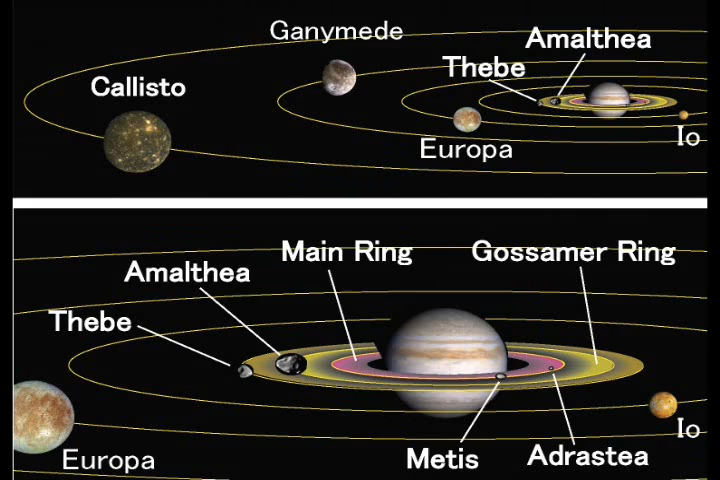 Ganymede
Amalthea
Thebe
Callisto
Europa
Io
Main Ring
Gossamer Ring
Amalthea
Thebe
Io
Europa
Metis
Adrastea